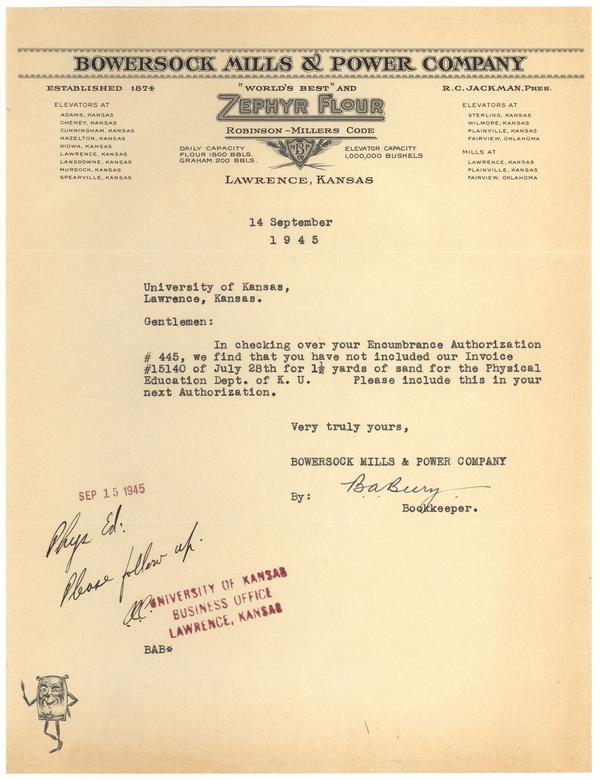 BOWERSOCK MILLS & POWER COMPANY
ESTABLISHED 1874
"WORLD'S BEST" AND
R.C. JACKMAN, PRES.
ZEPHYR FLOUR
ELEVATORS AT
ADAMS, KANSAS
CHENEY, KANSAS
CUNNINGHAM, KANSAS
HAZELTON, KANSAS
KIOWA, KANSAS
LAWRENCE, KANSAS
LANSDOWNE, KANSAS
MURDOCK, KANSAS
SPEARVILLE, KANSAS
ROBINSON-MILLERS CODE
DAILY CAPACITY
FLOUR 1800 BBLS.
GRAHAM 200 BBLS.
ELEVATOR CAPACITY
1,000,000 BUSHELS
LAWRENCE, KANSAS
ELEVATORS AT
STERLING, KANSAS
WILMORE, KANSAS
PLAINVILLE, KANSAS
FAIRVIEW, OKLAHOMA
MILLS AT
LAWRENCE, KANSAS
PLAINVILLE, KANSAS
FAIRVIEW, OKLAHOMA
14 September
1 9 4 5
University of Kansas,
Lawrence, Kansas.
Gentlemen:
In checking over your Encumbrance Authorization
# 445, we find that you have not included our Invoice
#15140 of July 28th for 1½ yards of sand for the Physical
Education Dept. of K. U. Please include this in your
next Authorization.
Very truly yours,
BOWERSOCK MILLS & POWER COMPANY
By:
Bookkeeper.
SEP 15 1945
Phys Ed:
Please follow up.
UNIVERSITY OF KANSAS
BUSINESS OFFICE
LAWRENCE, KANSAS
BAB*